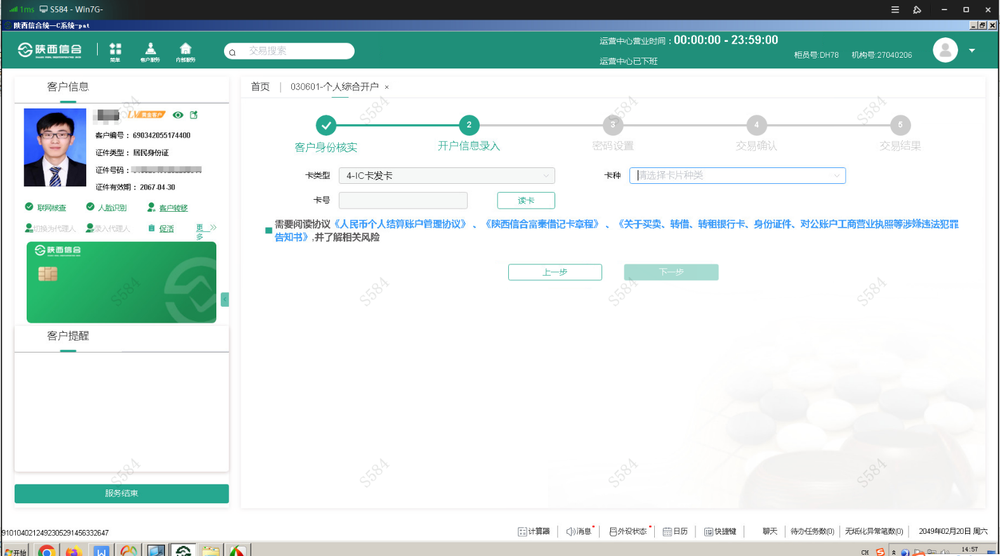 1ms S584 - Win7G-
陕西信合统一C系统-pat
陕西信合
菜单
客户服务
内部服务
交易搜索
运营中心营业时间：00:00:00 - 23:59:00
运营中心已下班
柜员号:DH78
机构号:27040206
客户信息
LV黄金客户
客户编号： 690342055174400
证件类型： 居民身份证
证件号码：
证件有效期： 2067-04-30
联网核查
人脸识别
客户转移
切换为代理人
录入代理人
促活
更多
陕西信合
客户提醒
服务结束
首页
030601-个人综合开户 ×
客户身份核实
2
开户信息录入
3
密码设置
4
交易确认
5
交易结果
卡类型
4-IC卡发卡
卡种
请选择卡片种类
卡号
读卡
需要阅读协议《人民币个人结算账户管理协议》 、《陕西信合富秦借记卡章程》 、《关于买卖、转借、转租银行卡、身份证件、对公账户工商营业执照等涉嫌违法犯罪
告知书》,并了解相关风险
上一步
下一步
S584
S584
S584
S584
S584
S584
S584
S584
S584
S584
S584
S584
91010402124923052914563​32647
计算器
消息
外设状态
日历
快捷键
聊天
待办任务数(0)
无纸化异常笔数(0)
2049年02月20日 周六
开始
CH
14:57